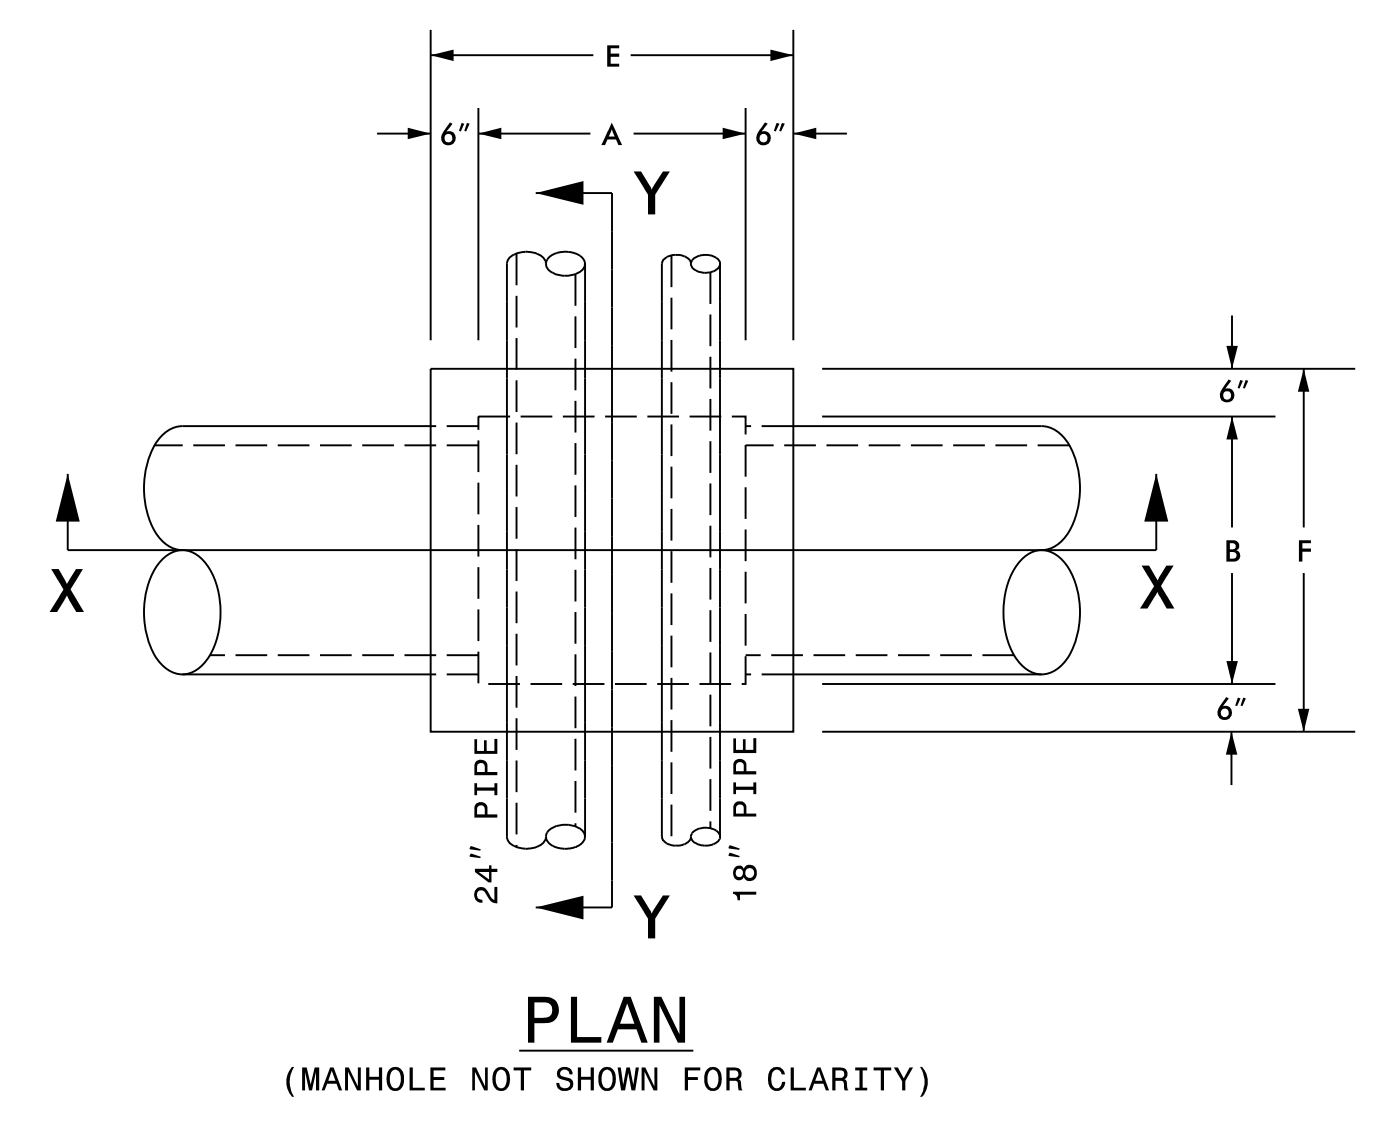 E
6" A 6"
Y
6"
X B F X
6"
24" PIPE
18" PIPE
Y
PLAN
(MANHOLE NOT SHOWN FOR CLARITY)